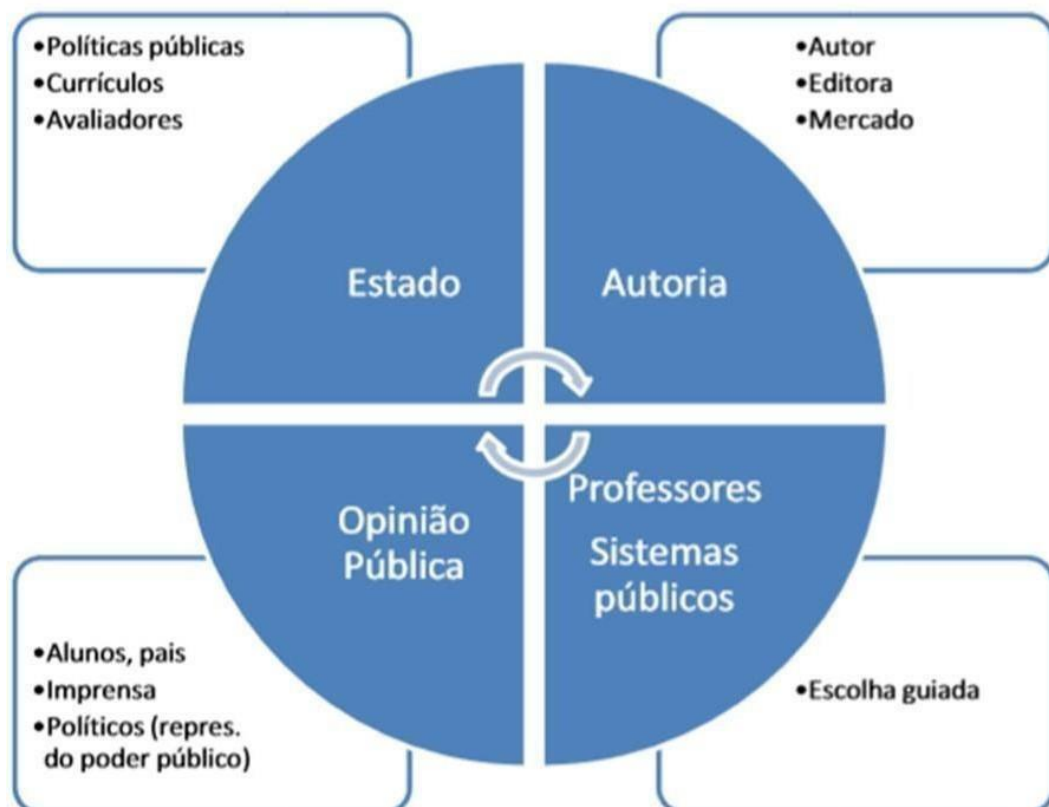 •Políticas públicas
•Currículos
•Avaliadores
•Autor
•Editora
•Mercado
Estado
Autoria
Opinião
Pública
Professores
Sistemas
públicos
•Alunos, pais
•Imprensa
•Políticos (repres.
do poder público)
•Escolha guiada